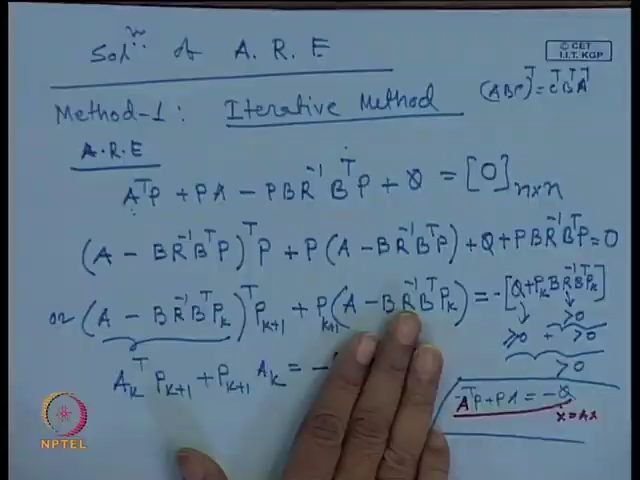 Solⁿ of A.R.E
© CET
I.I.T. KGP
Method-1: Iterative Method
(ABC)ᵀ = CᵀBᵀAᵀ
A.R.E
AᵀP + PA - PBR⁻¹BᵀP + Q = [0]ₙₓₙ
(A - BR⁻¹BᵀP)ᵀP + P(A - BR⁻¹BᵀP) + Q + PBR⁻¹BᵀP = 0
or (A - BR⁻¹BᵀPₖ)ᵀPₖ₊₁ + Pₖ₊₁(A - BR⁻¹BᵀPₖ) = -[Q + PₖBR⁻¹BᵀPₖ]
≥0 + >0
>0
>0
AₖᵀPₖ₊₁ + Pₖ₊₁Aₖ = -
AᵀP + PA = -Q
ẋ = Ax
NPTEL